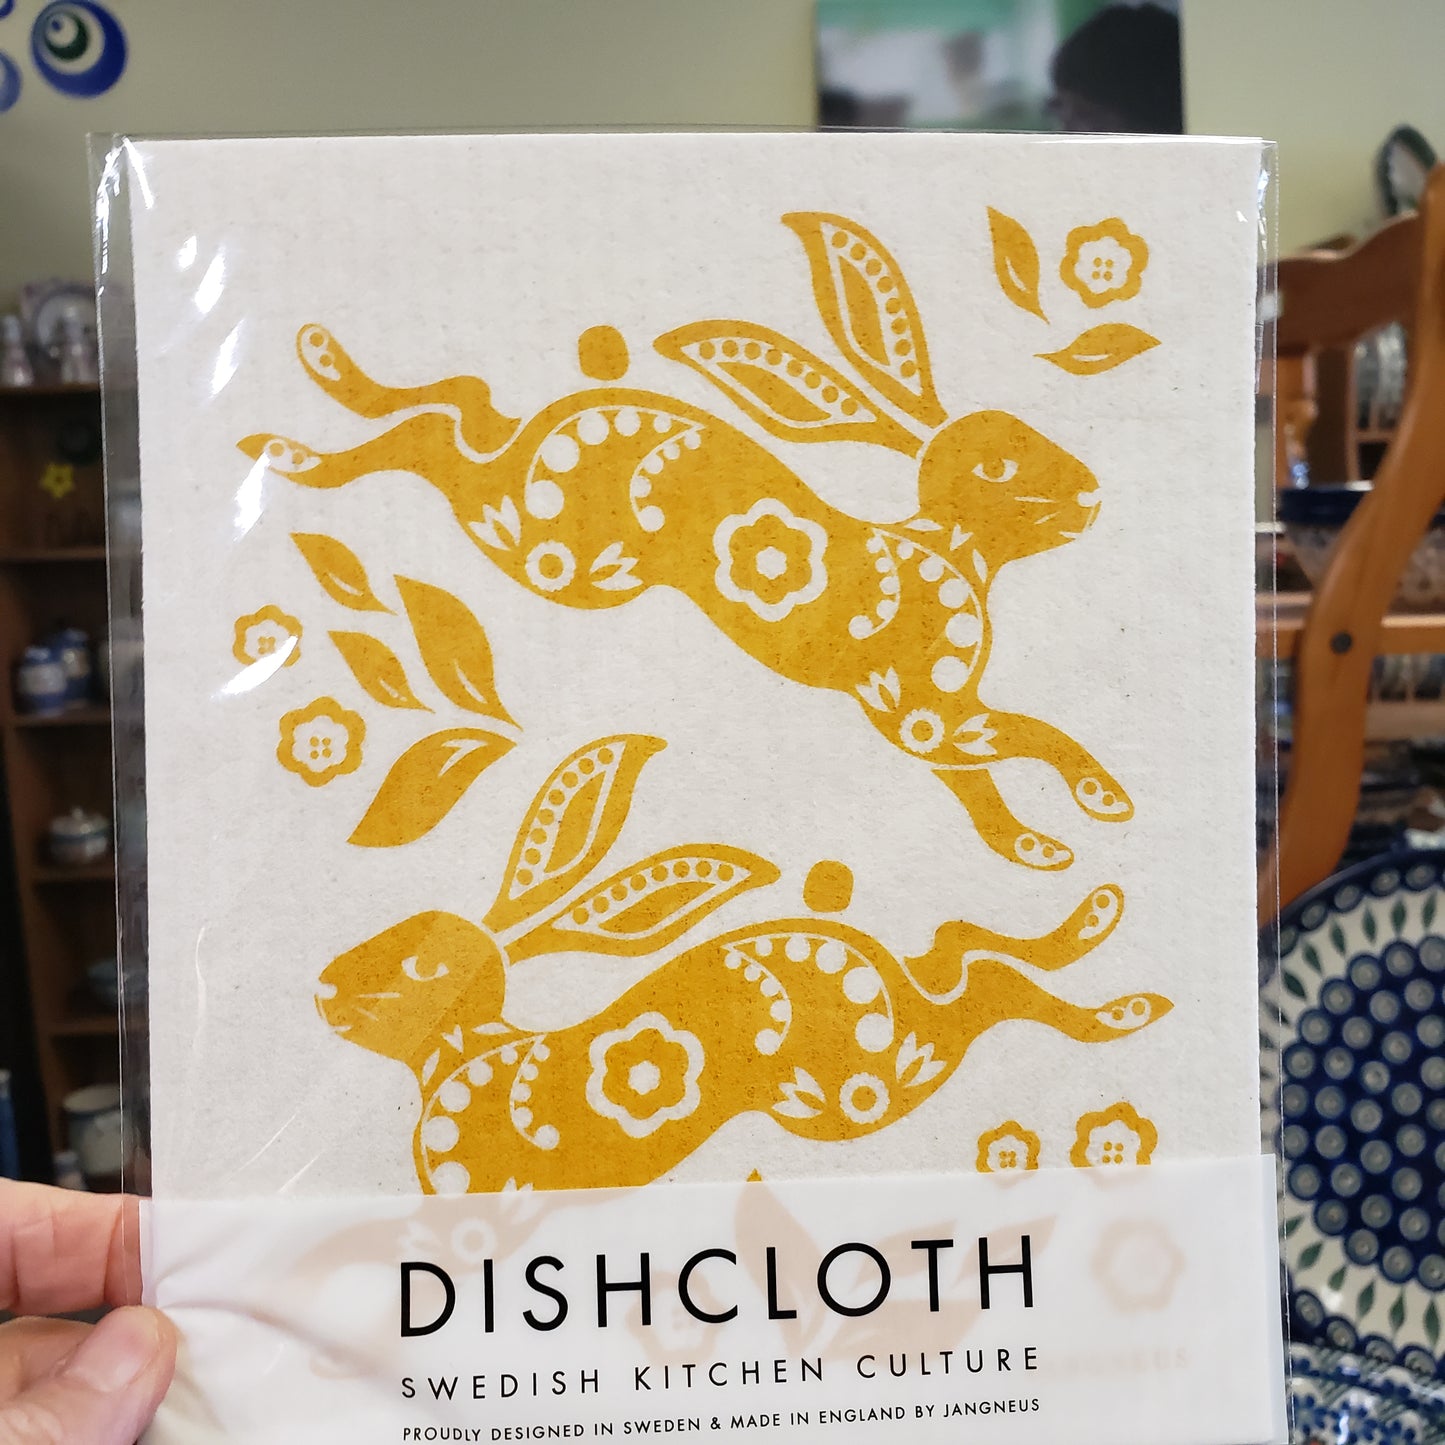 DISHCLOTH
SWEDISH KITCHEN CULTURE
PROUDLY DESIGNED IN SWEDEN & MADE IN ENGLAND BY JANGNEUS